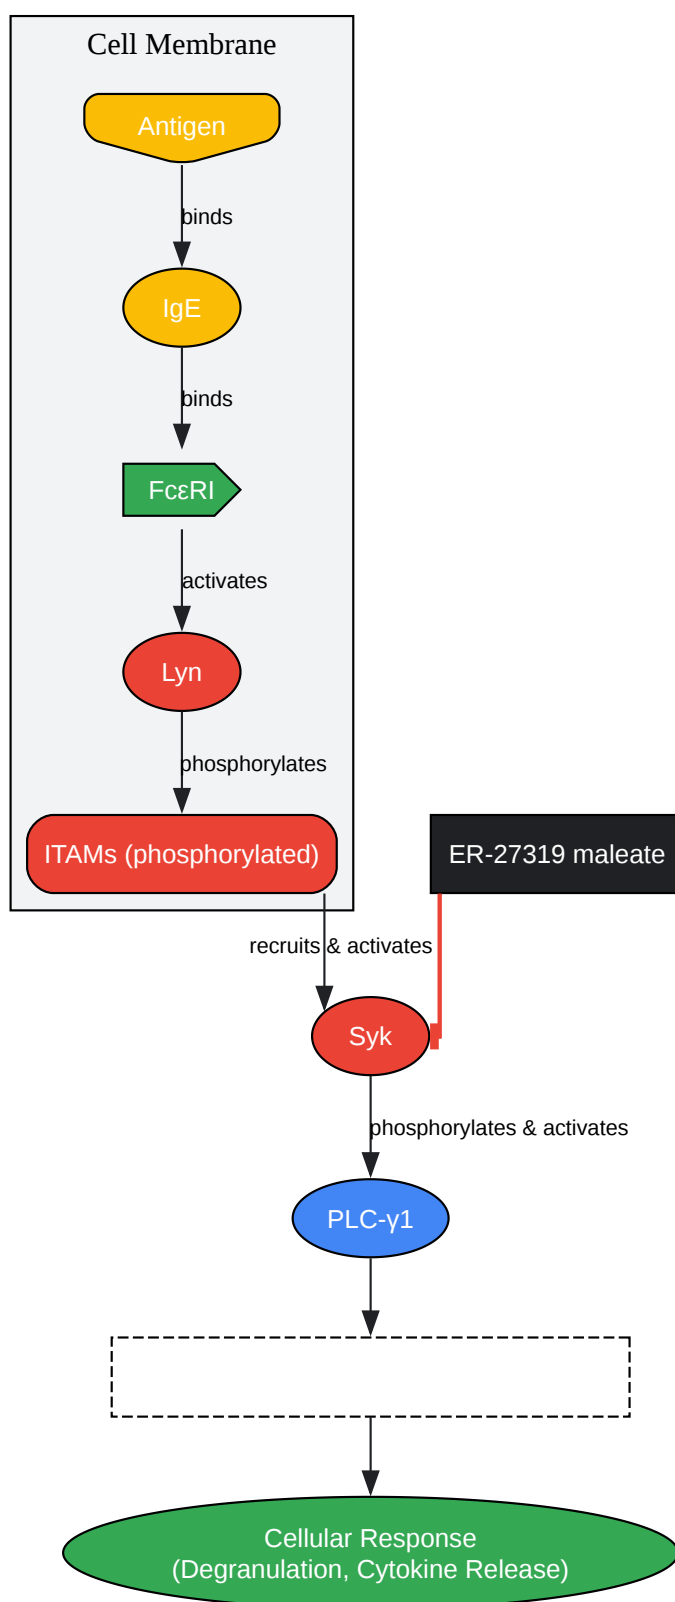 Cell Membrane
Antigen
binds
IgE
binds
FcεRI
activates
Lyn
phosphorylates
ITAMs (phosphorylated)
ER-27319 maleate
recruits & activates
Syk
phosphorylates & activates
PLC-γ1
Cellular Response
(Degranulation, Cytokine Release)